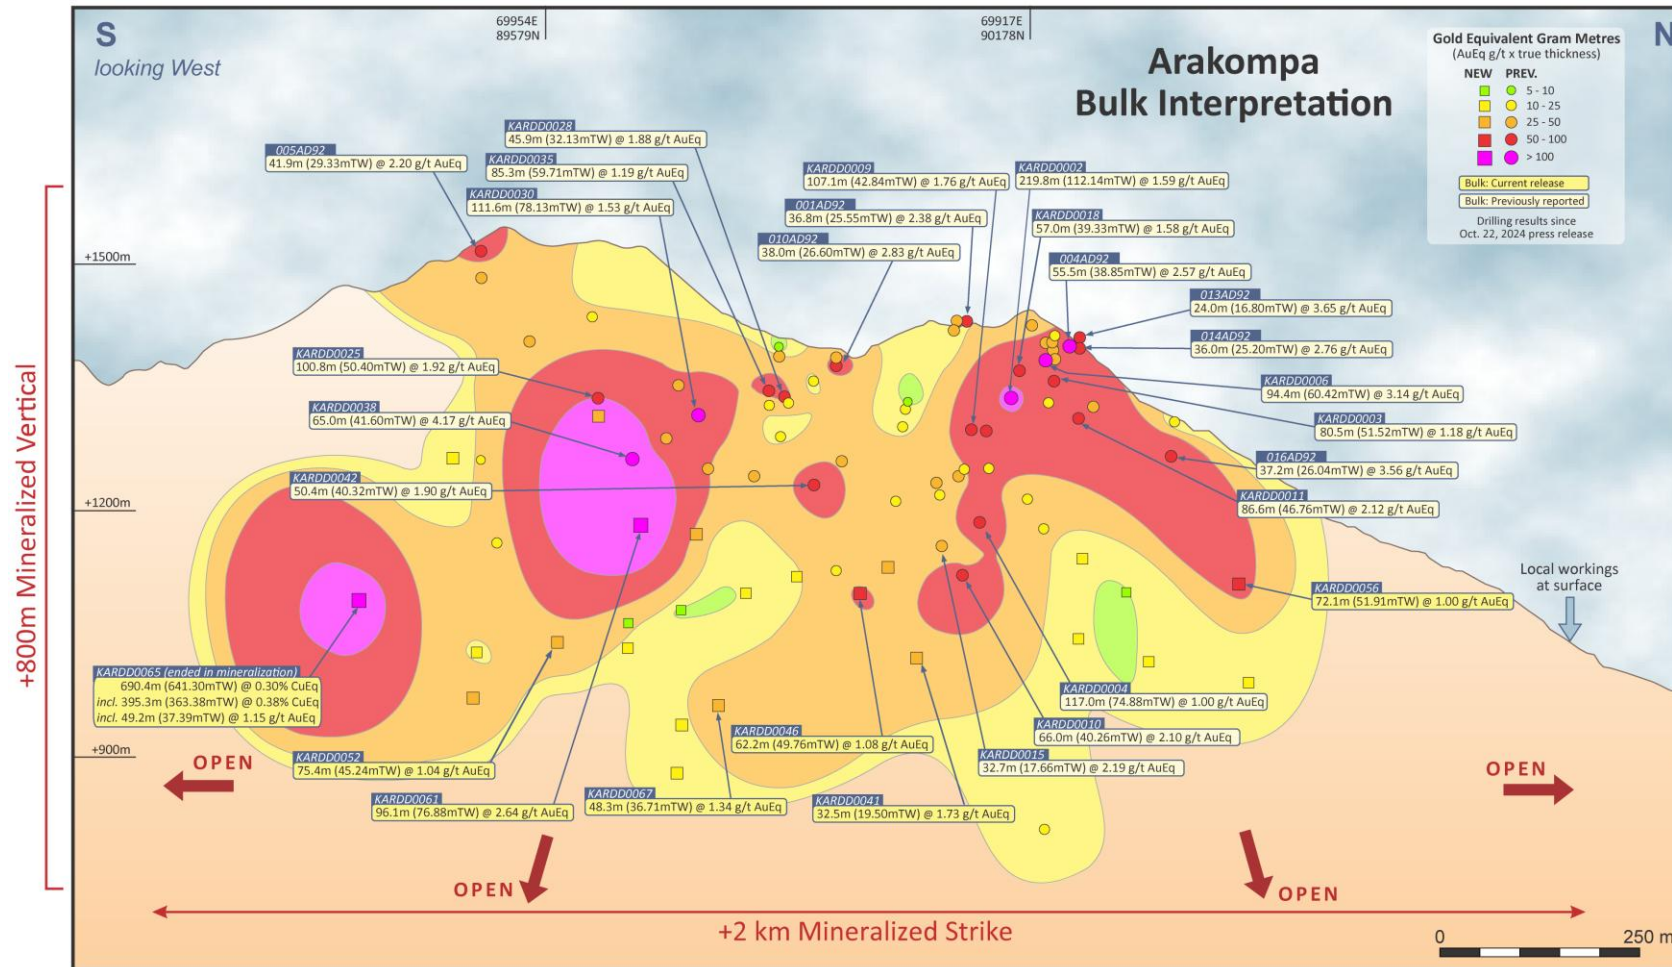 S
looking West
69954E
89579N
69917E
90178N
N
Arakompa
Bulk Interpretation
Gold Equivalent Gram Metres
(AuEq g/t x true thickness)
NEW PREV.
5 - 10
10 - 25
25 - 50
50 - 100
> 100
Bulk: Current release
Bulk: Previously reported
Drilling results since
Oct. 22, 2024 press release
KARDD0028
45.9m (32.13mTW) @ 1.88 g/t AuEq
005AD92
41.9m (29.33mTW) @ 2.20 g/t AuEq
KARDD0035
85.3m (59.71mTW) @ 1.19 g/t AuEq
KARDD0030
111.6m (78.13mTW) @ 1.53 g/t AuEq
KARDD0009
107.1m (42.84mTW) @ 1.76 g/t AuEq
KARDD0002
219.8m (112.14mTW) @ 1.59 g/t AuEq
001AD92
36.8m (25.55mTW) @ 2.38 g/t AuEq
KARDD0018
57.0m (39.33mTW) @ 1.58 g/t AuEq
010AD92
38.0m (26.60mTW) @ 2.83 g/t AuEq
004AD92
55.5m (38.85mTW) @ 2.57 g/t AuEq
013AD92
24.0m (16.80mTW) @ 3.65 g/t AuEq
014AD92
36.0m (25.20mTW) @ 2.76 g/t AuEq
+1500m
KARDD0025
100.8m (50.40mTW) @ 1.92 g/t AuEq
KARDD0006
94.4m (60.42mTW) @ 3.14 g/t AuEq
KARDD0038
65.0m (41.60mTW) @ 4.17 g/t AuEq
KARDD0003
80.5m (51.52mTW) @ 1.18 g/t AuEq
016AD92
37.2m (26.04mTW) @ 3.56 g/t AuEq
KARDD0042
50.4m (40.32mTW) @ 1.90 g/t AuEq
KARDD0011
86.6m (46.76mTW) @ 2.12 g/t AuEq
+1200m
+800m Mineralized Vertical
Local workings
at surface
KARDD0056
72.1m (51.91mTW) @ 1.00 g/t AuEq
KARDD0065 (ended in mineralization)
690.4m (641.30mTW) @ 0.30% CuEq
incl. 395.3m (363.38mTW) @ 0.38% CuEq
incl. 49.2m (37.39mTW) @ 1.15 g/t AuEq
KARDD0004
117.0m (74.88mTW) @ 1.00 g/t AuEq
KARDD0010
66.0m (40.26mTW) @ 2.10 g/t AuEq
KARDD0046
62.2m (49.76mTW) @ 1.08 g/t AuEq
+900m
KARDD0052
75.4m (45.24mTW) @ 1.04 g/t AuEq
KARDD0015
32.7m (17.66mTW) @ 2.19 g/t AuEq
OPEN
OPEN
KARDD0061
96.1m (76.88mTW) @ 2.64 g/t AuEq
KARDD0067
48.3m (36.71mTW) @ 1.34 g/t AuEq
KARDD0041
32.5m (19.50mTW) @ 1.73 g/t AuEq
OPEN
OPEN
+2 km Mineralized Strike
0
250 m